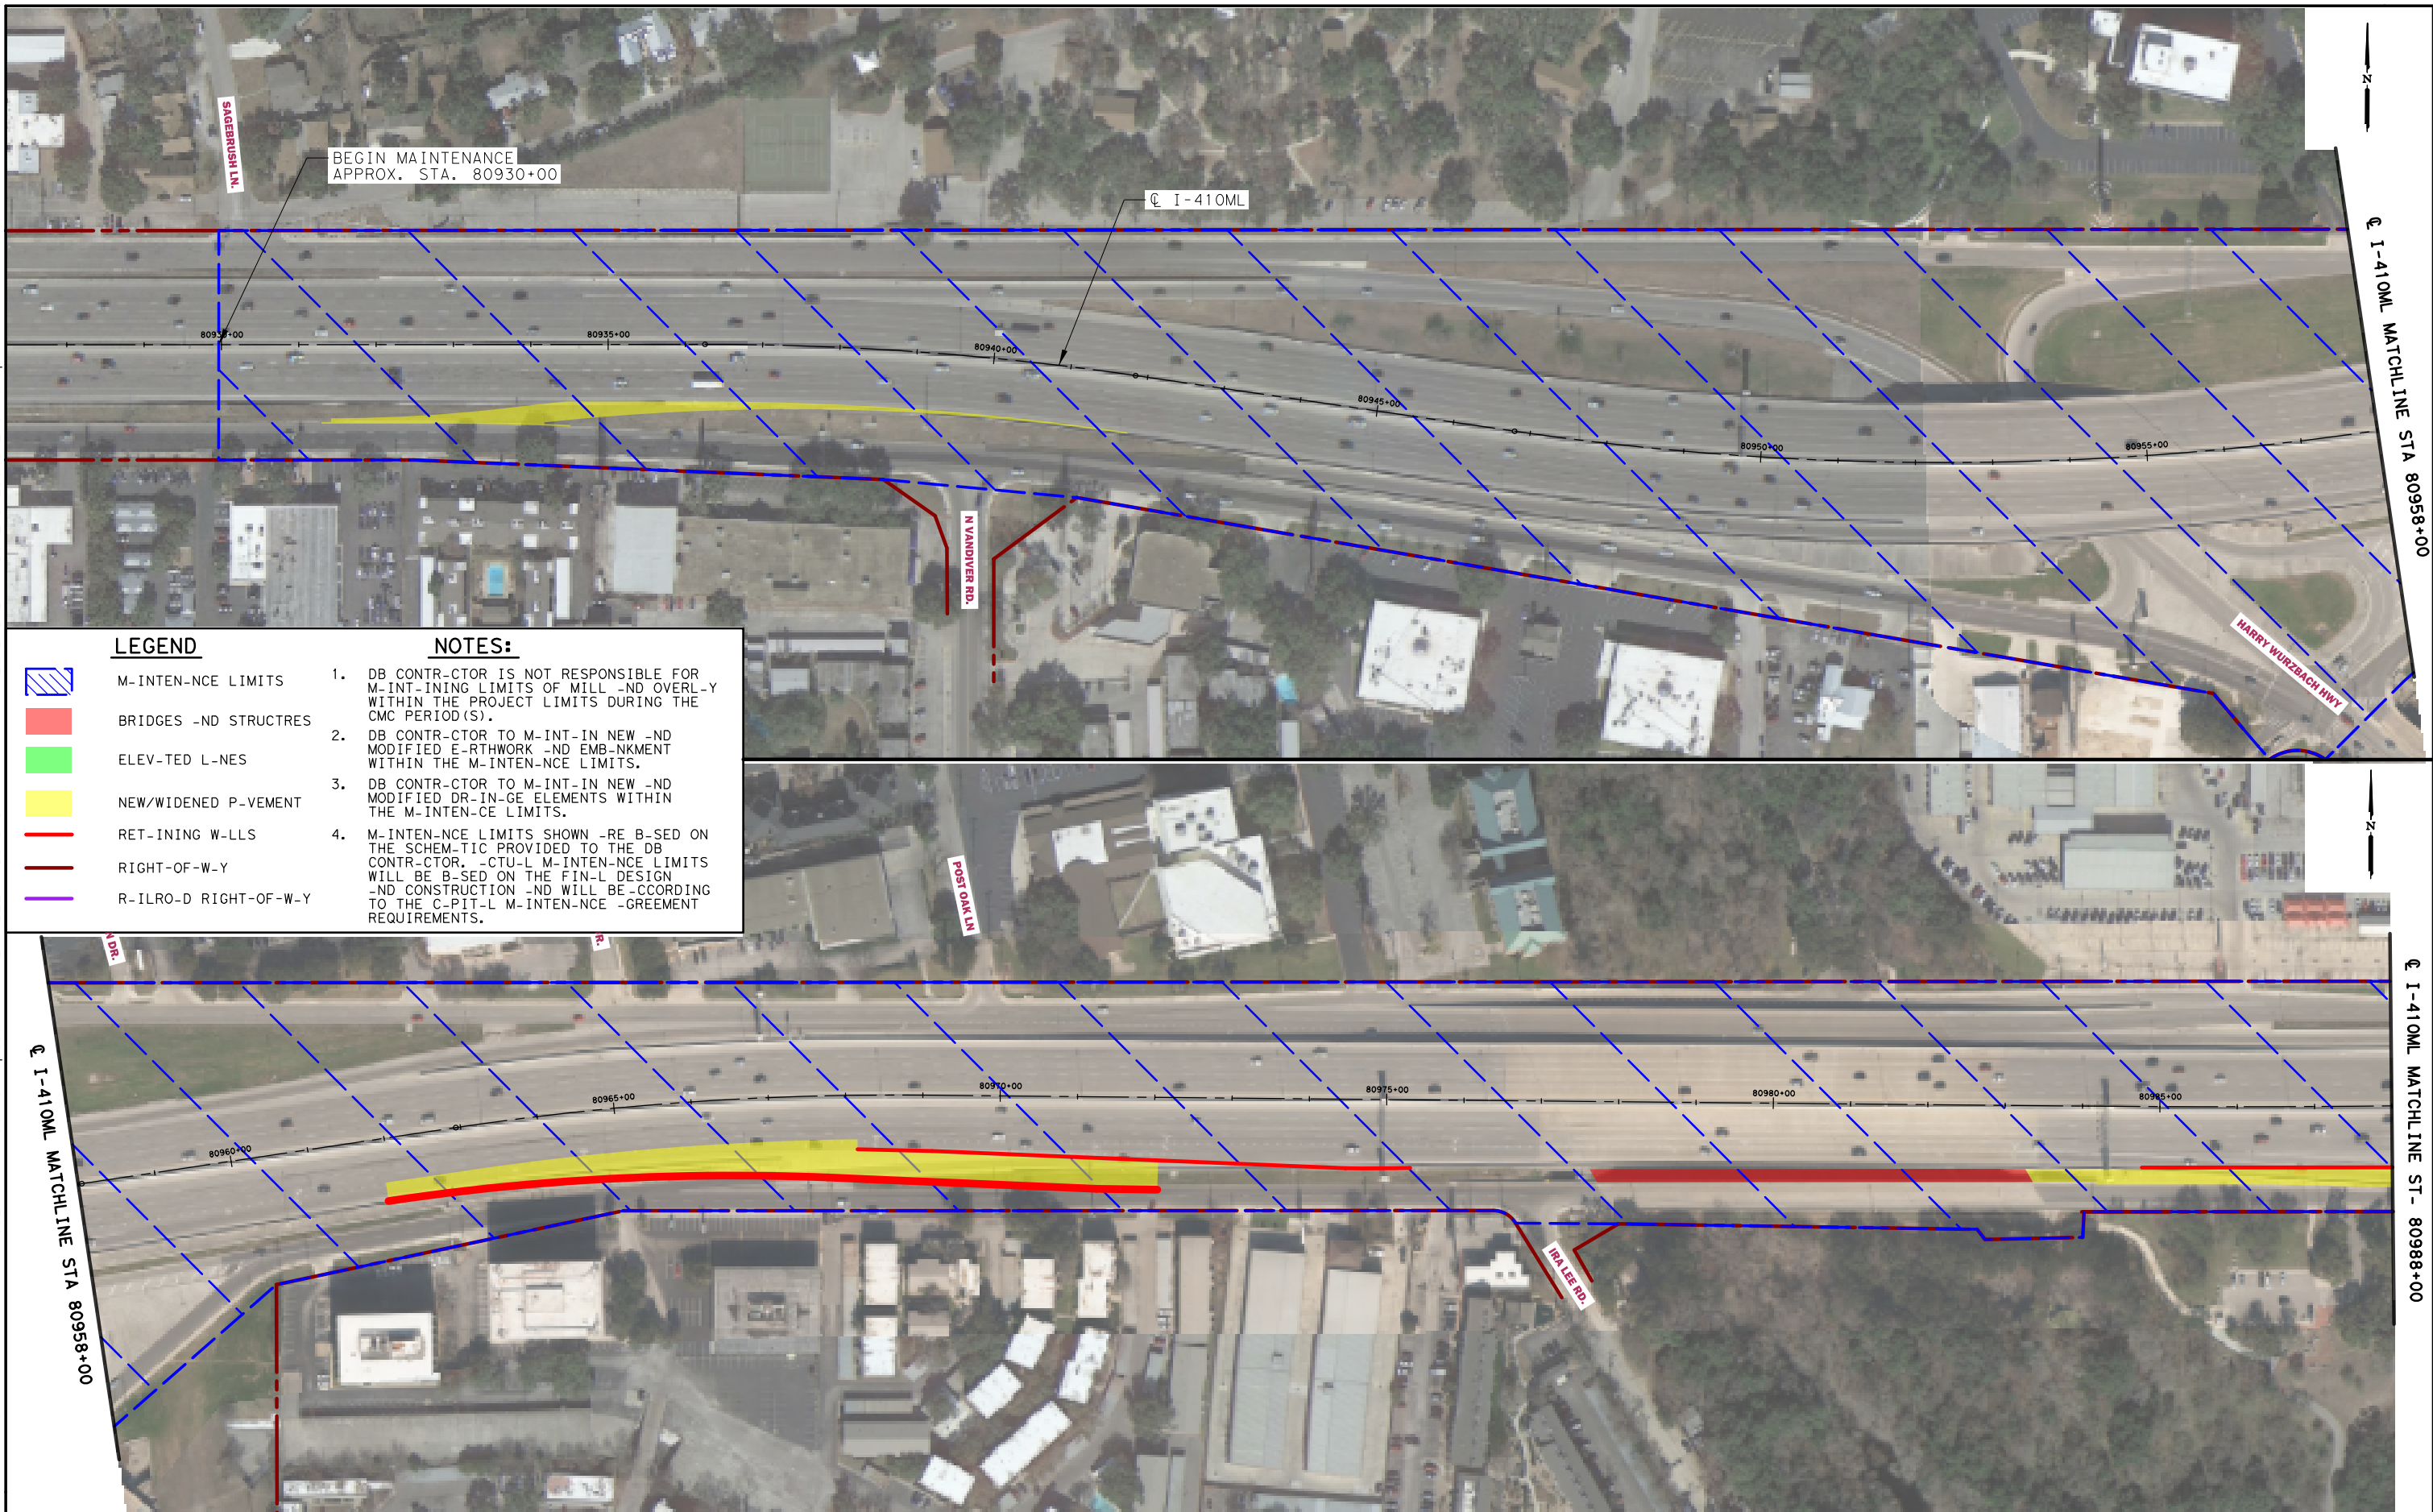 SAGEBRUSH LN.
BEGIN MAINTENANCE
APPROX. STA. 80930+00
℄ I-410ML
N
80935+00
80940+00
80945+00
80950+00
80955+00
℄ I-410ML MATCHLINE STA 80958+00
N VANDIVER RD.
HARRY WURZBACH HWY
LEGEND
M-INTEN-NCE LIMITS
BRIDGES -ND STRUCTRES
ELEV-TED L-NES
NEW/WIDENED P-VEMENT
RET-INING W-LLS
RIGHT-OF-W-Y
R-ILRO-D RIGHT-OF-W-Y
NOTES:
1. DB CONTR-CTOR IS NOT RESPONSIBLE FOR
M-INT-INING LIMITS OF MILL -ND OVERL-Y
WITHIN THE PROJECT LIMITS DURING THE
CMC PERIOD(S).
2. DB CONTR-CTOR TO M-INT-IN NEW -ND
MODIFIED E-RTHWORK -ND EMB-NKMENT
WITHIN THE M-INTEN-NCE LIMITS.
3. DB CONTR-CTOR TO M-INT-IN NEW -ND
MODIFIED DR-IN-GE ELEMENTS WITHIN
THE M-INTEN-CE LIMITS.
4. M-INTEN-NCE LIMITS SHOWN -RE B-SED ON
THE SCHEM-TIC PROVIDED TO THE DB
CONTR-CTOR. -CTU-L M-INTEN-NCE LIMITS
WILL BE B-SED ON THE FIN-L DESIGN
-ND CONSTRUCTION -ND WILL BE-CCORDING
TO THE C-PIT-L M-INTEN-NCE -GREEMENT
REQUIREMENTS.
N
DR.
R.
POST OAK LN
℄ I-410ML MATCHLINE STA 80958+00
80960+00
80965+00
80970+00
80975+00
80980+00
80985+00
IRA LEE RD.
℄ I-410ML MATCHLINE ST- 80988+00